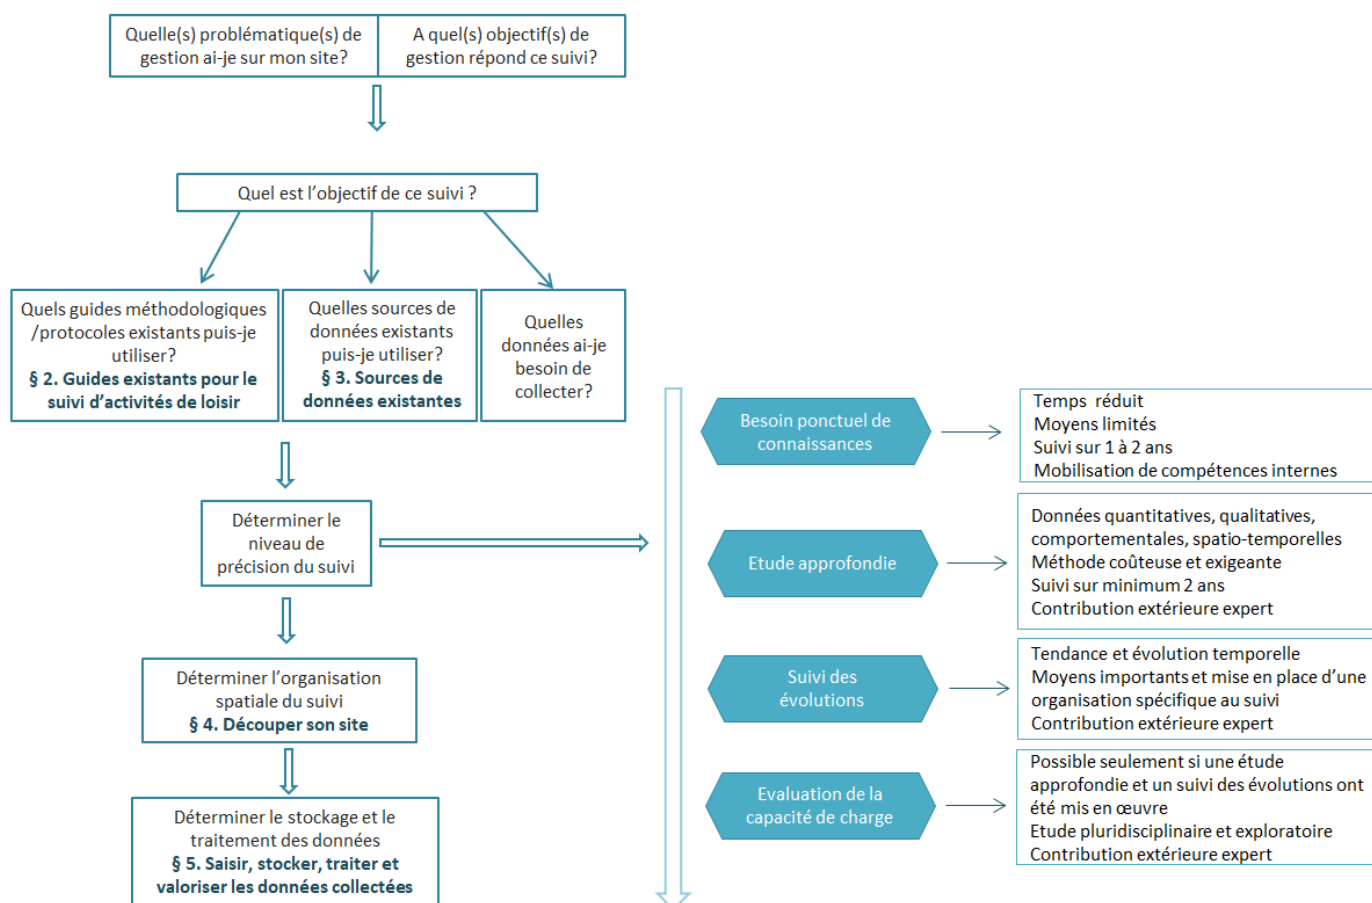 Quelle(s) problématique(s) de
gestion ai-je sur mon site?
A quel(s) objectif(s) de
gestion répond ce suivi?
Quel est l'objectif de ce suivi ?
Quels guides méthodologiques
/protocoles existants puis-je
utiliser?
§ 2. Guides existants pour le
suivi d'activités de loisir
Quelles sources de
données existants
puis-je utiliser?
§ 3. Sources de
données existantes
Quelles
données ai-je
besoin de
collecter?
Déterminer le
niveau de
précision du suivi
Déterminer l'organisation
spatiale du suivi
§ 4. Découper son site
Déterminer le stockage et le
traitement des données
§ 5. Saisir, stocker, traiter et
valoriser les données collectées
Besoin ponctuel de
connaissances
Temps réduit
Moyens limités
Suivi sur 1 à 2 ans
Mobilisation de compétences internes
Etude approfondie
Données quantitatives, qualitatives,
comportementales, spatio-temporelles
Méthode coûteuse et exigeante
Suivi sur minimum 2 ans
Contribution extérieure expert
Suivi des
évolutions
Tendance et évolution temporelle
Moyens importants et mise en place d'une
organisation spécifique au suivi
Contribution extérieure expert
Evaluation de la
capacité de charge
Possible seulement si une étude
approfondie et un suivi des évolutions ont
été mis en œuvre
Etude pluridisciplinaire et exploratoire
Contribution extérieure expert